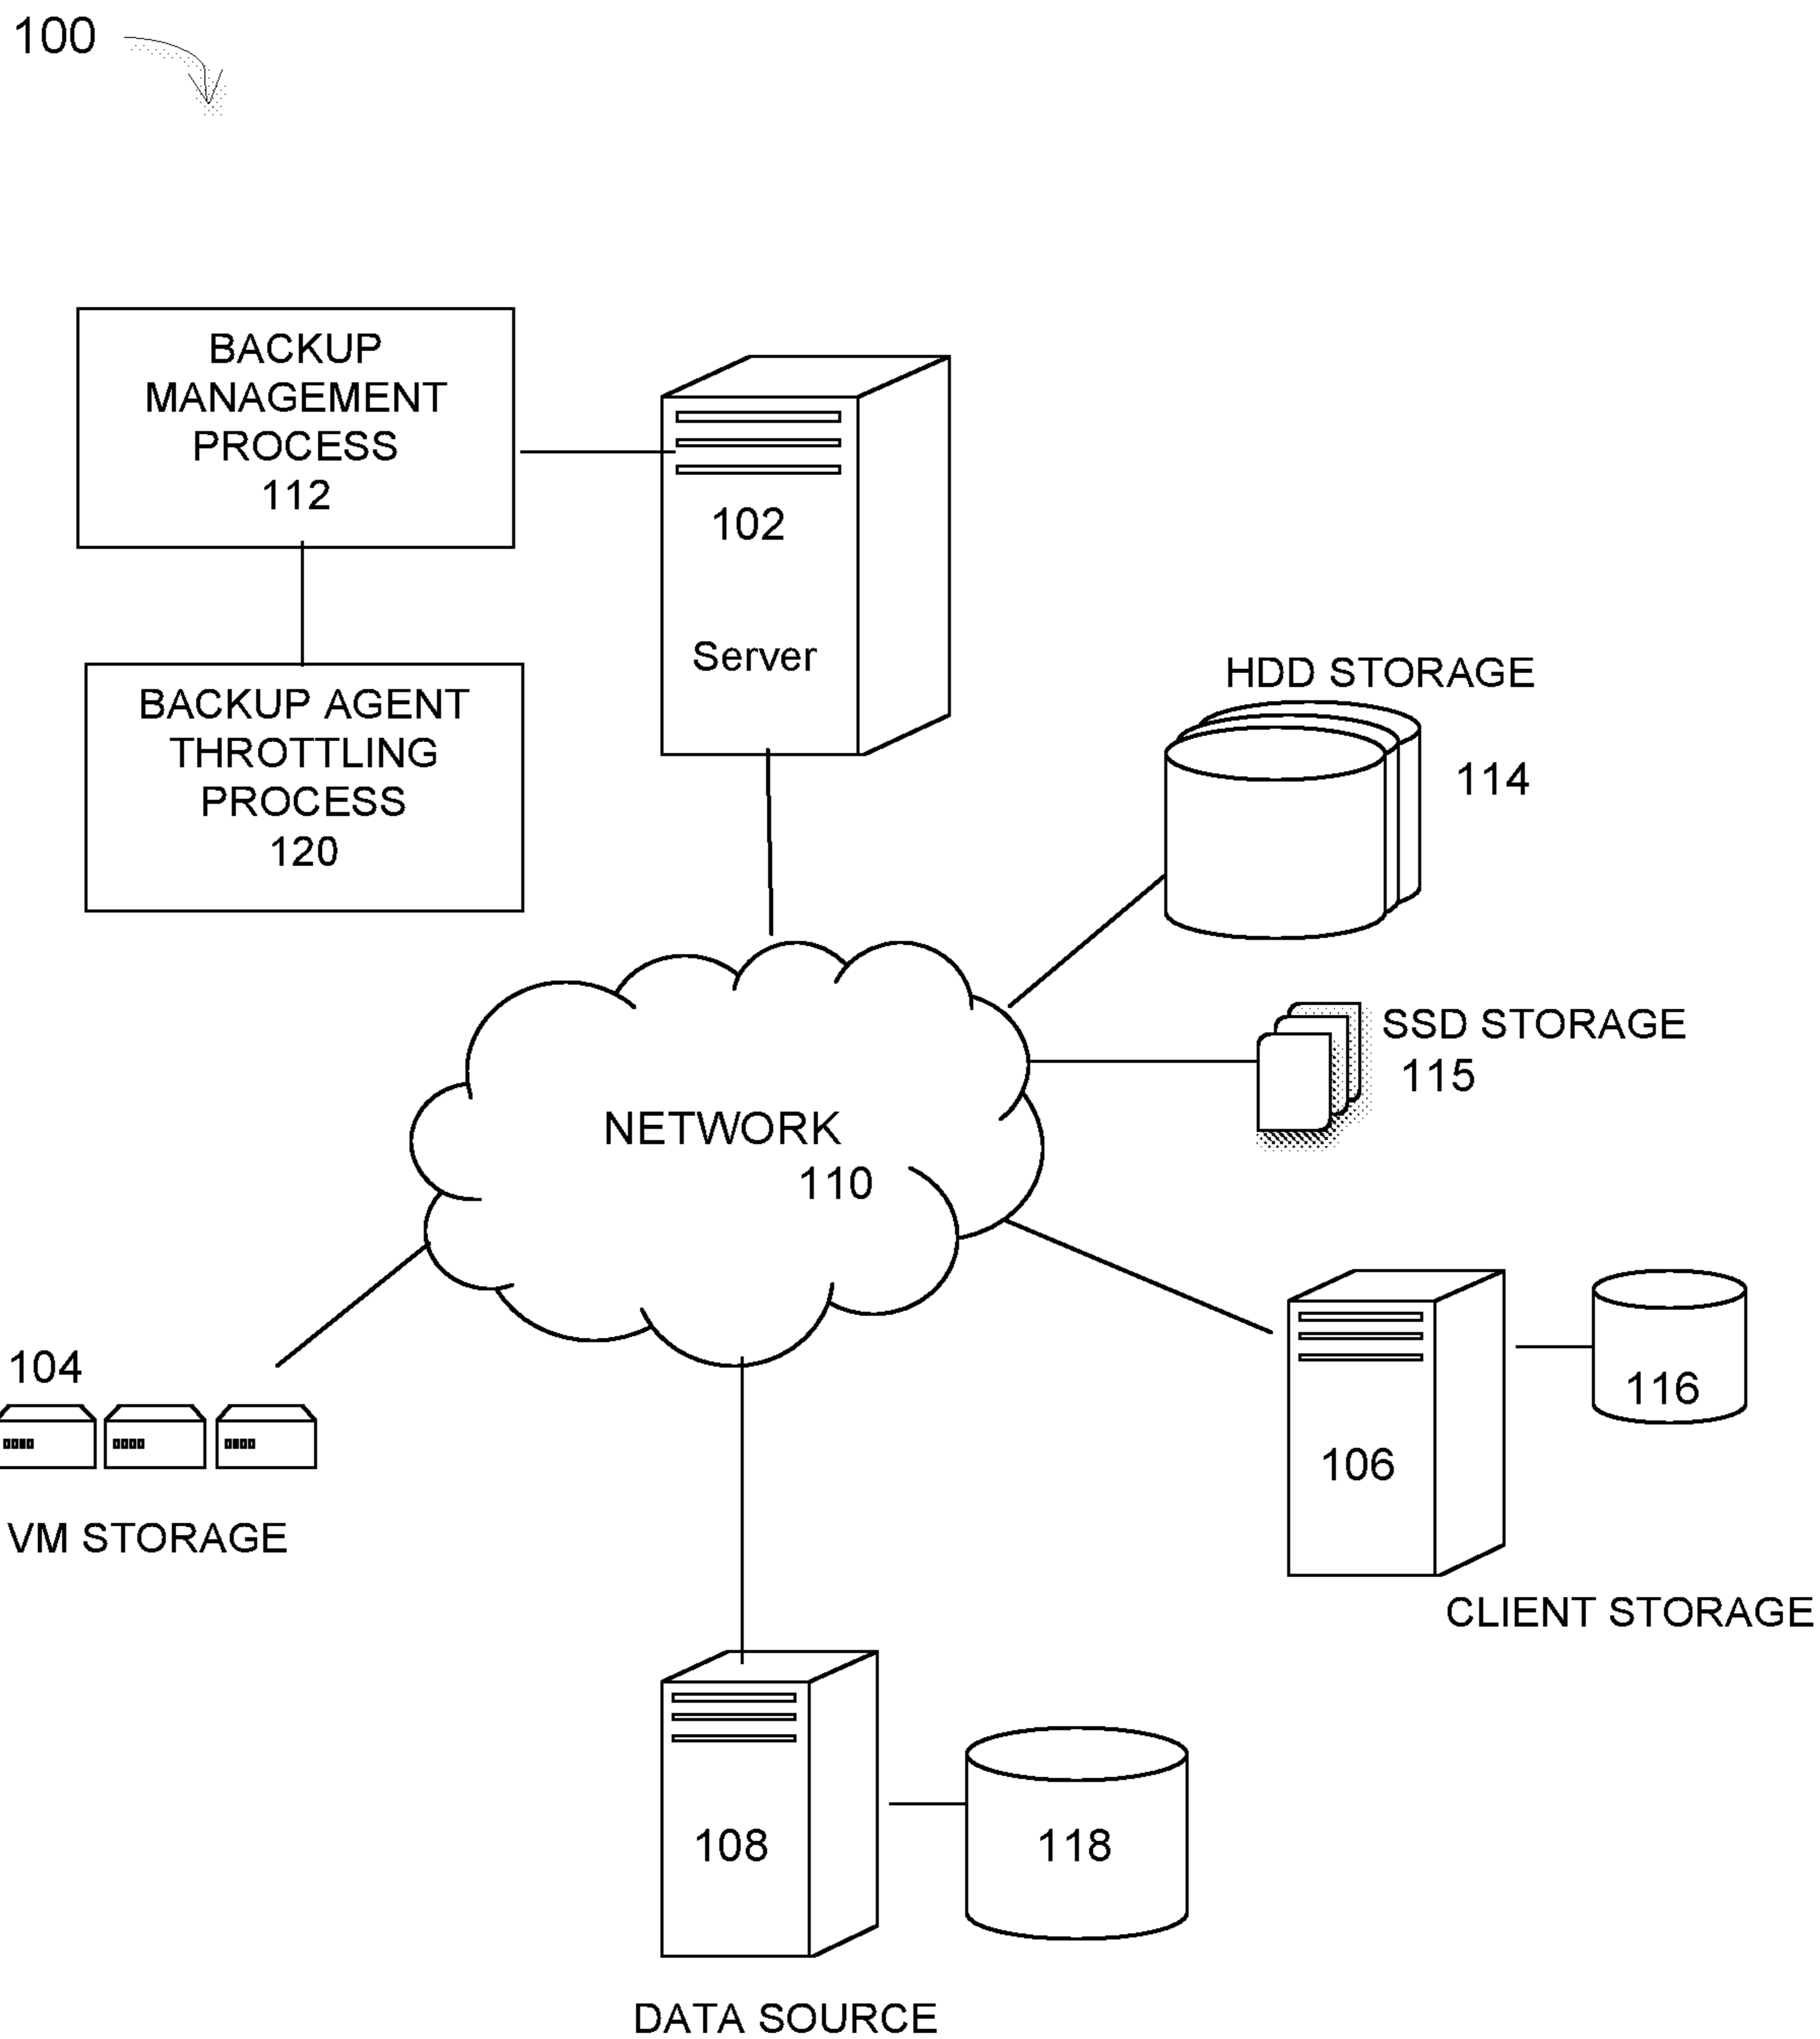 100
BACKUP
MANAGEMENT
PROCESS
112
102
Server
BACKUP AGENT
THROTTLING
PROCESS
120
HDD STORAGE
114
SSD STORAGE
115
NETWORK
110
104
VM STORAGE
116
106
CLIENT STORAGE
108
118
DATA SOURCE